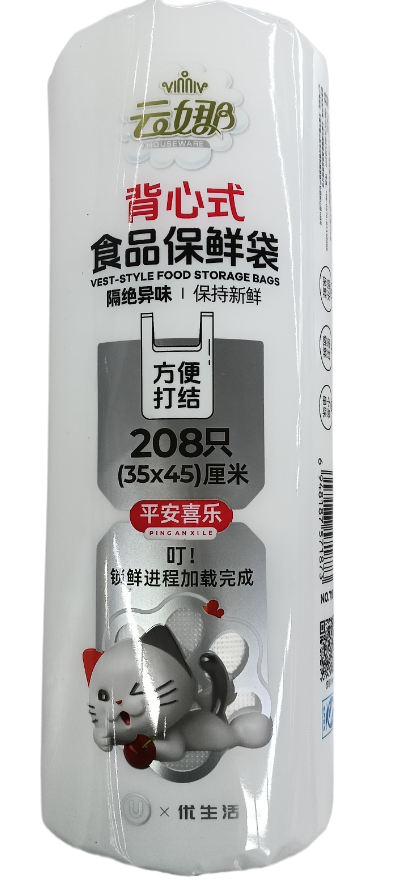 VINNIV
云娜
HOUSEWARE
背心式
食品保鲜袋
VEST-STYLE FOOD STORAGE BAGS
隔绝异味 | 保持新鲜
方便
打结
208只
(35x45)厘米
平安喜乐
PINGANXILE
叮！
锁鲜进程加载完成
U × 优生活